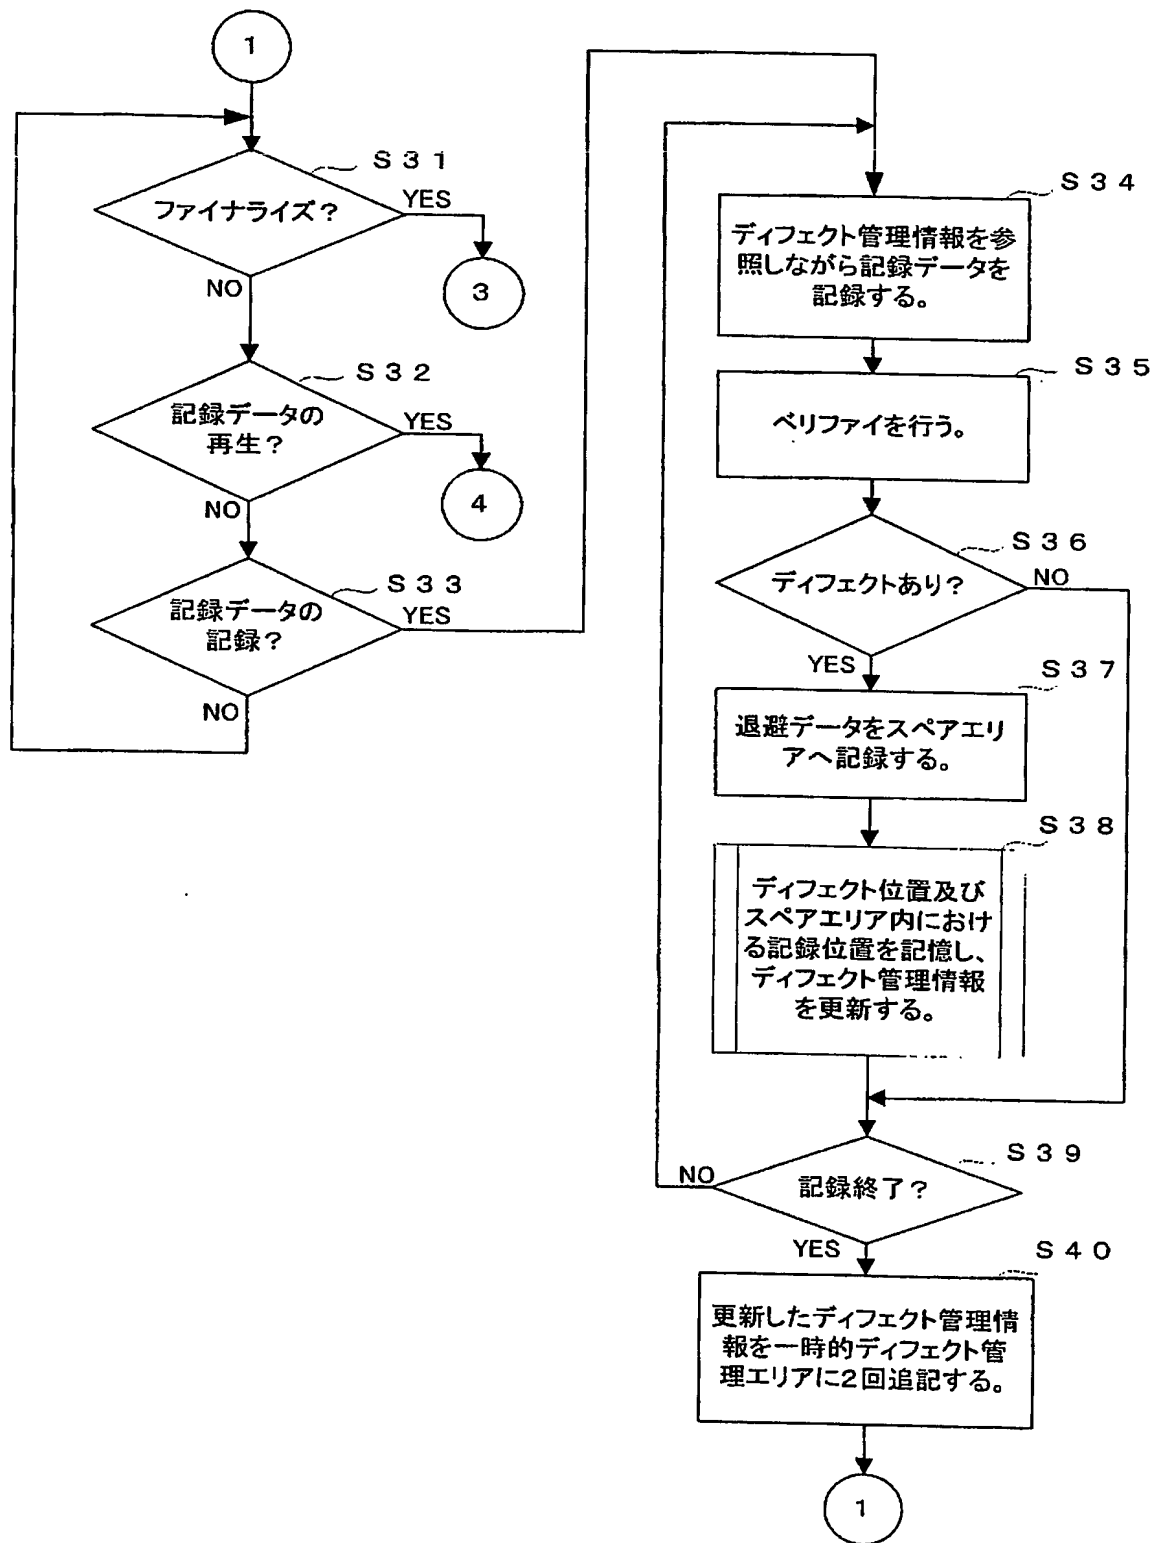 1
S31
ファイナライズ?
YES
3
NO
S32
記録データの
再生?
YES
4
NO
S33
記録データの
記録?
YES
NO
S34
ディフェクト管理情報を参
照しながら記録データを
記録する。
S35
ベリファイを行う。
S36
ディフェクトあり?
NO
YES
S37
退避データをスペアエリ
アへ記録する。
S38
ディフェクト位置及び
スペアエリア内におけ
る記録位置を記憶し、
ディフェクト管理情報
を更新する。
S39
NO
記録終了?
YES
S40
更新したディフェクト管理情
報を一時的ディフェクト管
理エリアに2回追記する。
1